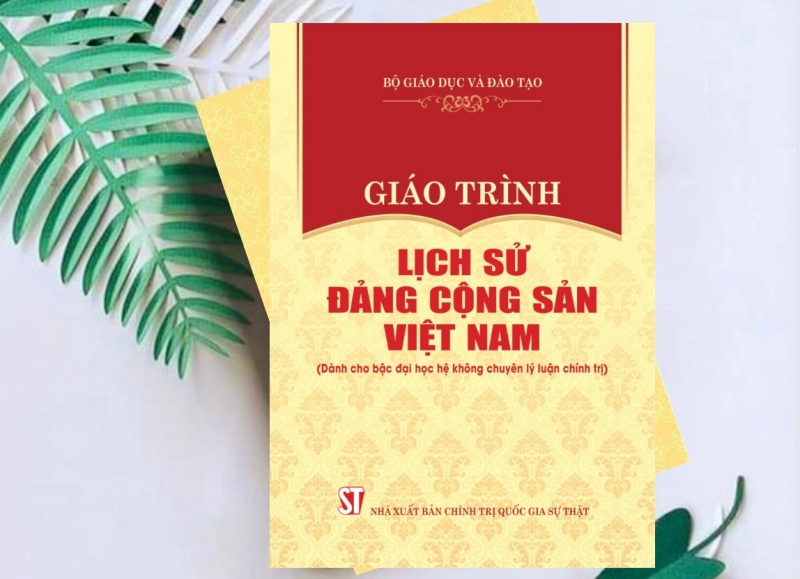 BỘ GIÁO DỤC VÀ ĐÀO TẠO
GIÁO TRÌNH
LỊCH SỬ
ĐẢNG CỘNG SẢN
VIỆT NAM
(Dành cho bậc đại học hệ không chuyên lý luận chính trị)
ST NHÀ XUẤT BẢN CHÍNH TRỊ QUỐC GIA SỰ THẬT